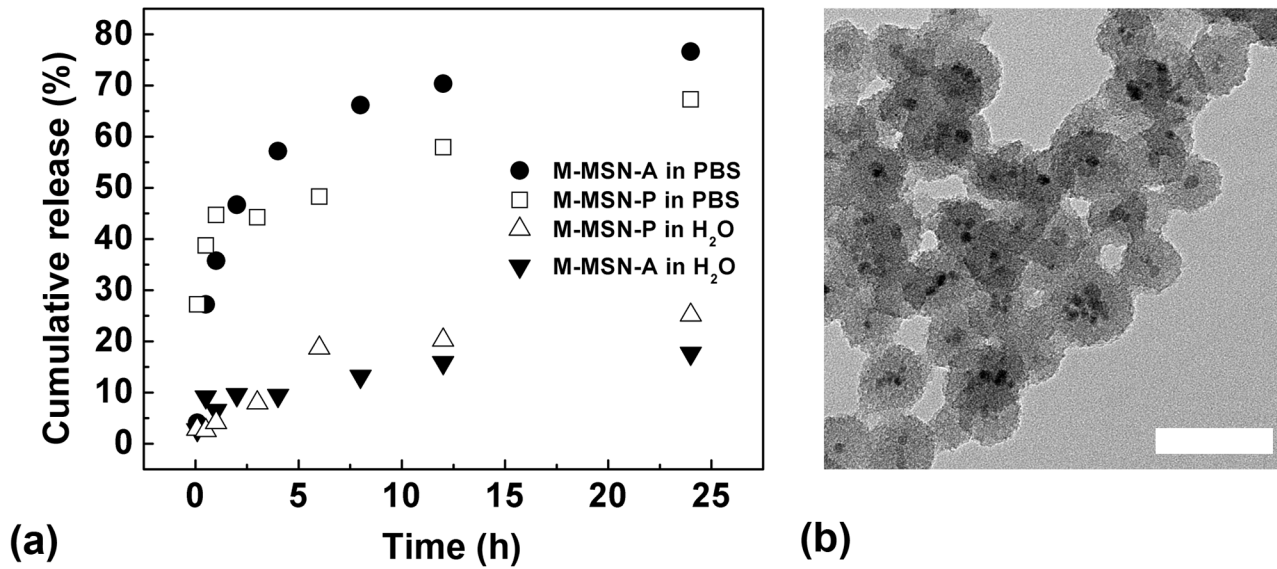 Cumulative release (%)
80
70
60
50
40
30
20
10
0
M-MSN-A in PBS
M-MSN-P in PBS
M-MSN-P in H₂O
M-MSN-A in H₂O
0 5 10 15 20 25
Time (h)
(a)
(b)